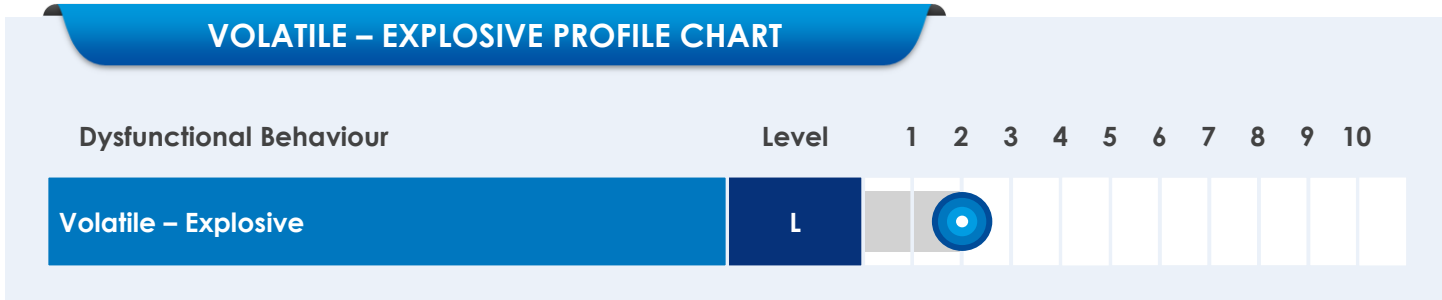 VOLATILE – EXPLOSIVE PROFILE CHART
Dysfunctional Behaviour Level 1 2 3 4 5 6 7 8 9 10
Volatile – Explosive L